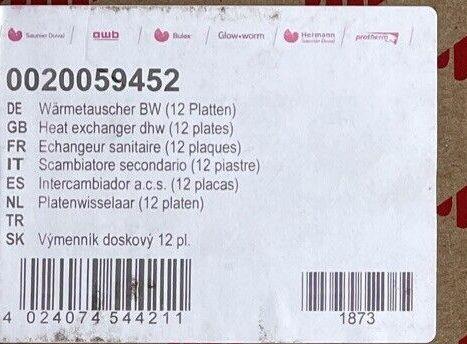 Saunier Duval awb Bulex Glow-worm Hermann Saunier Duval protherm
0020059452
DE Wärmetauscher BW (12 Platten)
GB Heat exchanger dhw (12 plates)
FR Echangeur sanitaire (12 plaques)
IT Scambiatore secondario (12 piastre)
ES Intercambiador a.c.s. (12 placas)
NL Platenwisselaar (12 platen)
TR
SK Výmenník doskový 12 pl.
4 024074 544211
1873